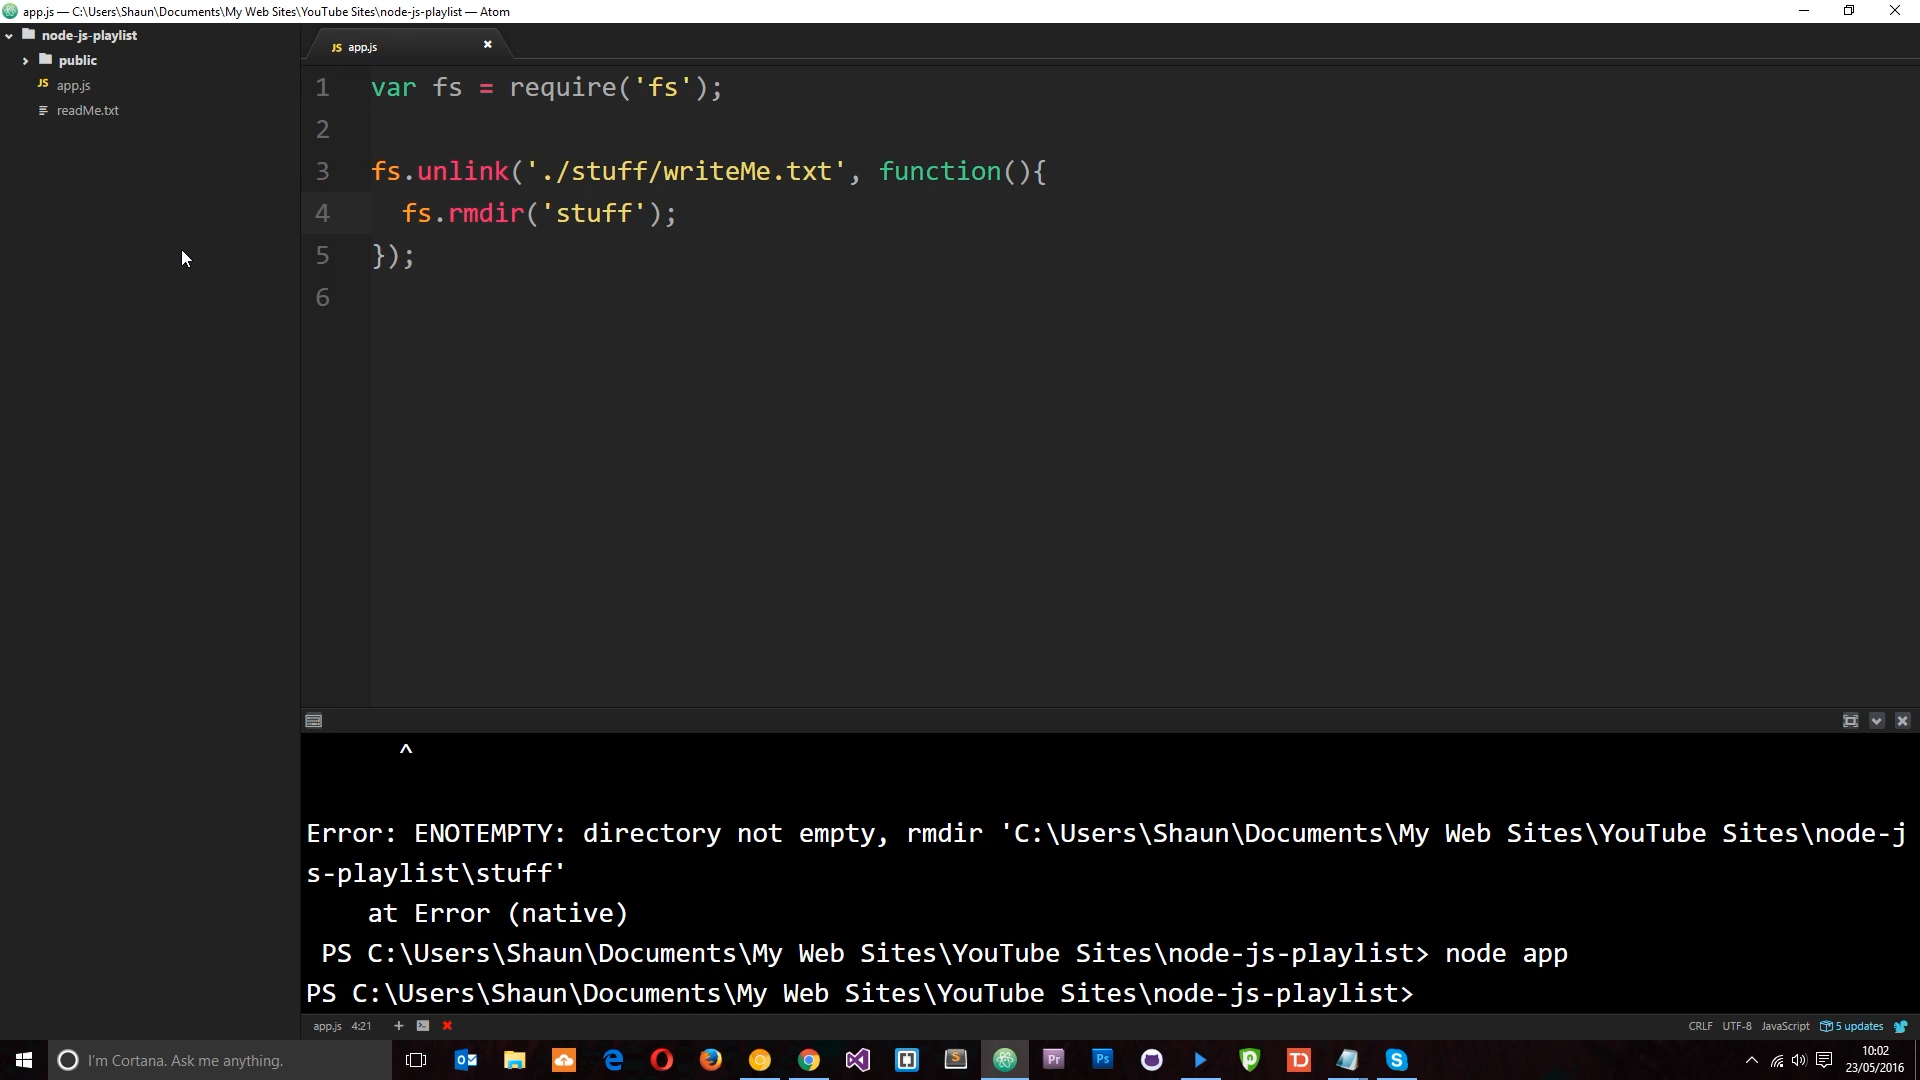 app.js — C:\Users\Shaun\Documents\My Web Sites\YouTube Sites\node-js-playlist — Atom
node-js-playlist
public
JS app.js
readMe.txt
JS app.js
1 var fs = require('fs');
2
3 fs.unlink('./stuff/writeMe.txt', function(){
4 fs.rmdir('stuff');
5 });
6
^
Error: ENOTEMPTY: directory not empty, rmdir 'C:\Users\Shaun\Documents\My Web Sites\YouTube Sites\node-j
s-playlist\stuff'
at Error (native)
PS C:\Users\Shaun\Documents\My Web Sites\YouTube Sites\node-js-playlist> node app
PS C:\Users\Shaun\Documents\My Web Sites\YouTube Sites\node-js-playlist>
app.js 4:21
CRLF UTF-8 JavaScript 5 updates
I'm Cortana. Ask me anything.
Pr
Ps
TD
10:02
23/05/2016